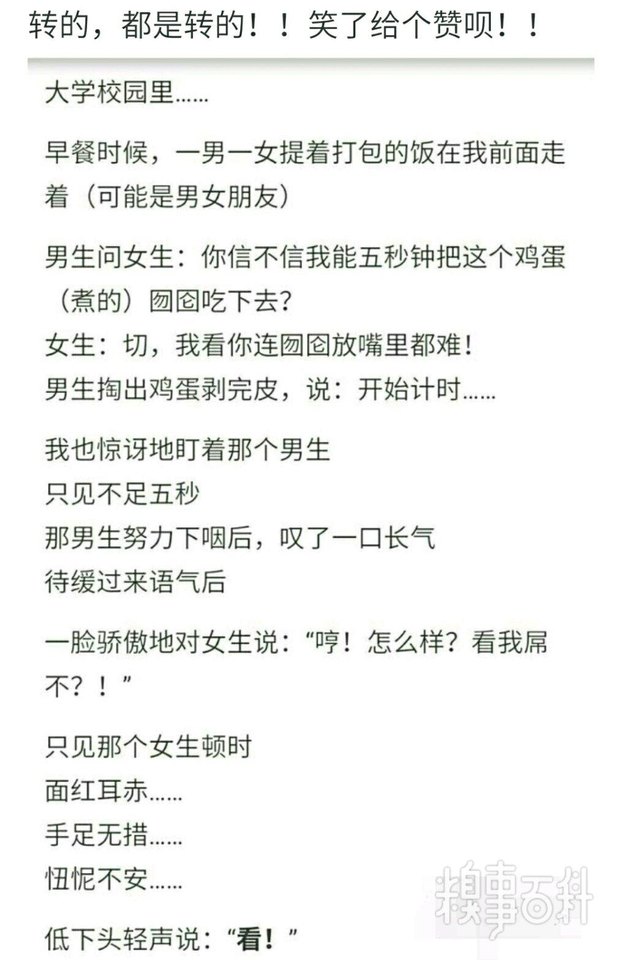 转的，都是转的！！笑了给个赞呗！！
大学校园里……
早餐时候，一男一女提着打包的饭在我前面走
着（可能是男女朋友）
男生问女生：你信不信我能五秒钟把这个鸡蛋
（煮的）囫囵吃下去？
女生：切，我看你连囫囵放嘴里都难！
男生掏出鸡蛋剥完皮，说：开始计时……
我也惊讶地盯着那个男生
只见不足五秒
那男生努力下咽后，叹了一口长气
待缓过来语气后
一脸骄傲地对女生说：“哼！怎么样？看我屌
不？！”
只见那个女生顿时
面红耳赤……
手足无措……
忸怩不安……
低下头轻声说：“看！”
糗事百科